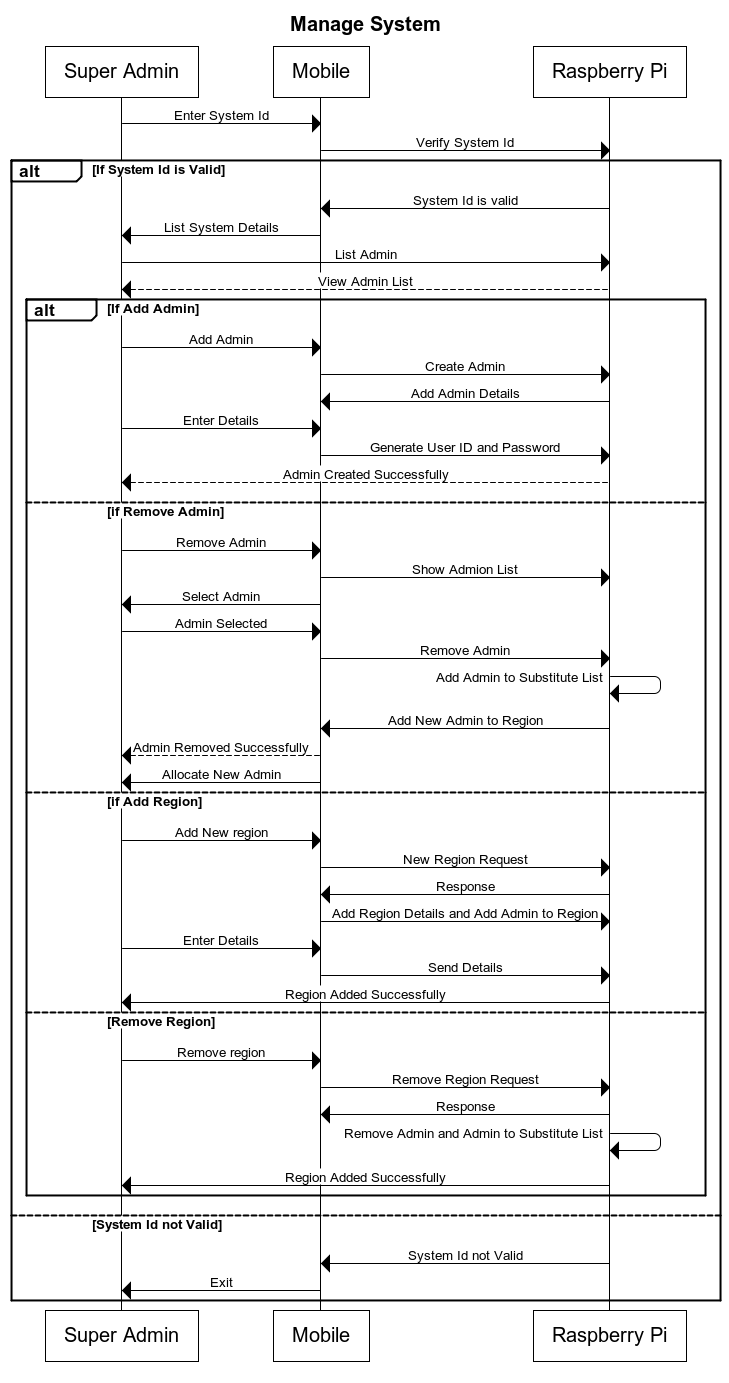 Manage System
Super Admin
Mobile
Raspberry Pi
Enter System Id
Verify System Id
alt
[If System Id is Valid]
System Id is valid
List System Details
List Admin
View Admin List
alt
[If Add Admin]
Add Admin
Create Admin
Add Admin Details
Enter Details
Generate User ID and Password
Admin Created Successfully
[if Remove Admin]
Remove Admin
Show Admion List
Select Admin
Admin Selected
Remove Admin
Add Admin to Substitute List
Add New Admin to Region
Admin Removed Successfully
Allocate New Admin
[if Add Region]
Add New region
New Region Request
Response
Add Region Details and Add Admin to Region
Enter Details
Send Details
Region Added Successfully
[Remove Region]
Remove region
Remove Region Request
Response
Remove Admin and Admin to Substitute List
Region Added Successfully
[System Id not Valid]
System Id not Valid
Exit
Super Admin
Mobile
Raspberry Pi